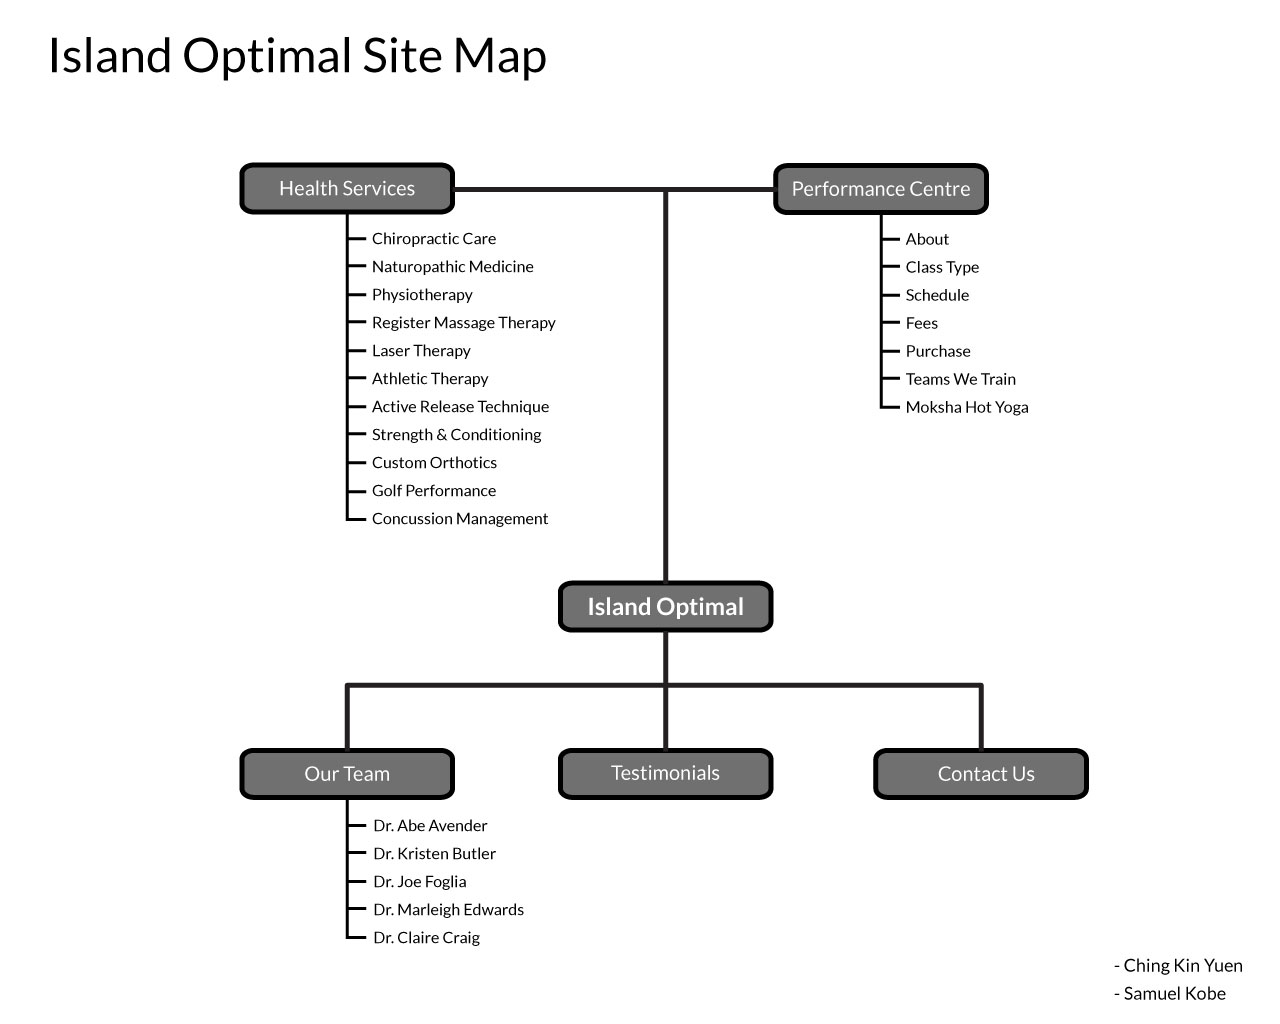 Island Optimal Site Map
Health Services
Chiropractic Care
Naturopathic Medicine
Physiotherapy
Register Massage Therapy
Laser Therapy
Athletic Therapy
Active Release Technique
Strength & Conditioning
Custom Orthotics
Golf Performance
Concussion Management
Performance Centre
About
Class Type
Schedule
Fees
Purchase
Teams We Train
Moksha Hot Yoga
Island Optimal
Our Team
Dr. Abe Avender
Dr. Kristen Butler
Dr. Joe Foglia
Dr. Marleigh Edwards
Dr. Claire Craig
Testimonials
Contact Us
- Ching Kin Yuen
- Samuel Kobe